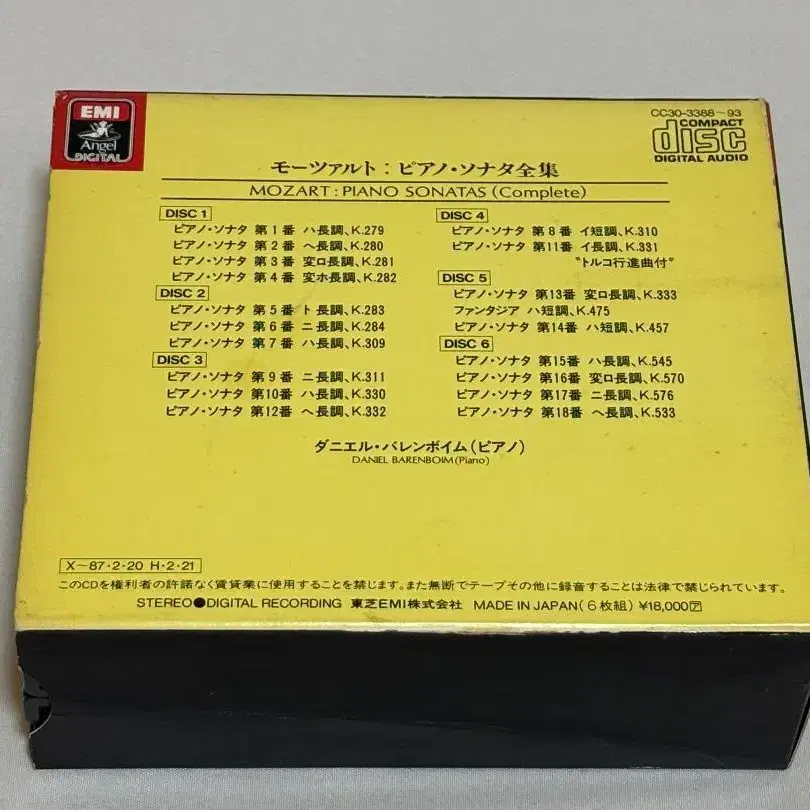 EMI
Angel
DIGITAL
CC30-3388~93
COMPACT
disc
DIGITAL AUDIO
モーツァルト:ピアノ・ソナタ全集
MOZART:PIANO SONATAS (Complete)
DISC 1
ピアノ・ソナタ 第1番 ハ長調、K.279
ピアノ・ソナタ 第2番 ヘ長調、K.280
ピアノ・ソナタ 第3番 変ロ長調、K.281
ピアノ・ソナタ 第4番 変ホ長調、K.282
DISC 2
ピアノ・ソナタ 第5番 ト長調、K.283
ピアノ・ソナタ 第6番 ニ長調、K.284
ピアノ・ソナタ 第7番 ハ長調、K.309
DISC 3
ピアノ・ソナタ 第9番 ニ長調、K.311
ピアノ・ソナタ 第10番 ハ長調、K.330
ピアノ・ソナタ 第12番 ヘ長調、K.332
DISC 4
ピアノ・ソナタ 第8番 イ短調、K.310
ピアノ・ソナタ 第11番 イ長調、K.331
"トルコ行進曲付"
DISC 5
ピアノ・ソナタ 第13番 変ロ長調、K.333
ファンタジア ハ短調、K.475
ピアノ・ソナタ 第14番 ハ短調、K.457
DISC 6
ピアノ・ソナタ 第15番 ハ長調、K.545
ピアノ・ソナタ 第16番 変ロ長調、K.570
ピアノ・ソナタ 第17番 ニ長調、K.576
ピアノ・ソナタ 第18番 ヘ長調、K.533
ダニエル・バレンボイム(ピアノ)
DANIEL BARENBOIM (Piano)
X~87・2・20 H・2・21
このCDを権利者の許諾なく賃貸業に使用することを禁じます。また無断でテープその他に録音することは法律で禁じられています。
STEREO●DIGITAL RECORDING 東芝EMI株式会社 MADE IN JAPAN(6枚組) ¥18,000